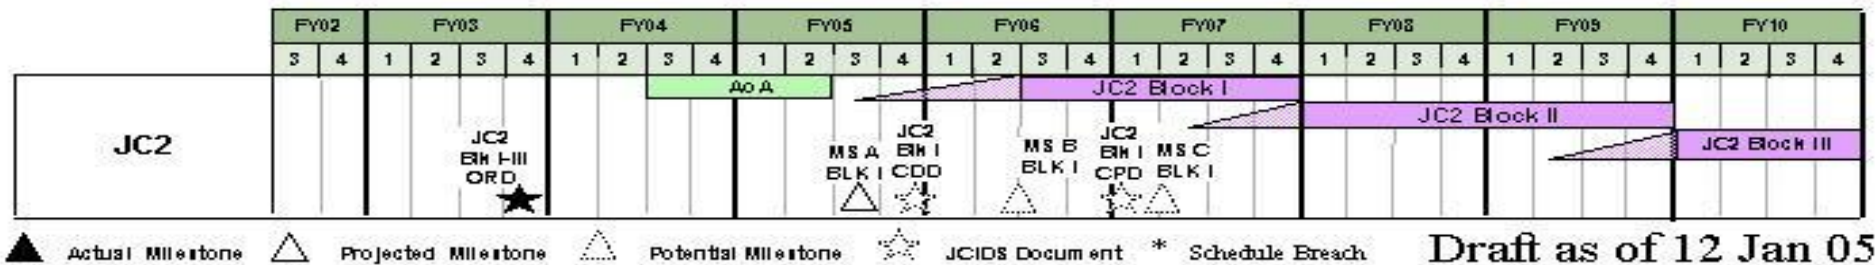 FY02 FY03 FY04 FY05 FY06 FY07 FY08 FY09 FY10
3 4 1 2 3 4 1 2 3 4 1 2 3 4 1 2 3 4 1 2 3 4 1 2 3 4 1 2 3 4 1 2 3 4
JC2
AoA
JC2 Block I
JC2 Block II
JC2 Block III
JC2
Blk I-III
ORD
MS A
BLK I
JC2
Blk I
CDD
MS B
BLK I
JC2
Blk I
CPD
MS C
BLK I
Actual Milestone Projected Milestone Potential Milestone JCIDS Document * Schedule Breach Draft as of 12 Jan 05